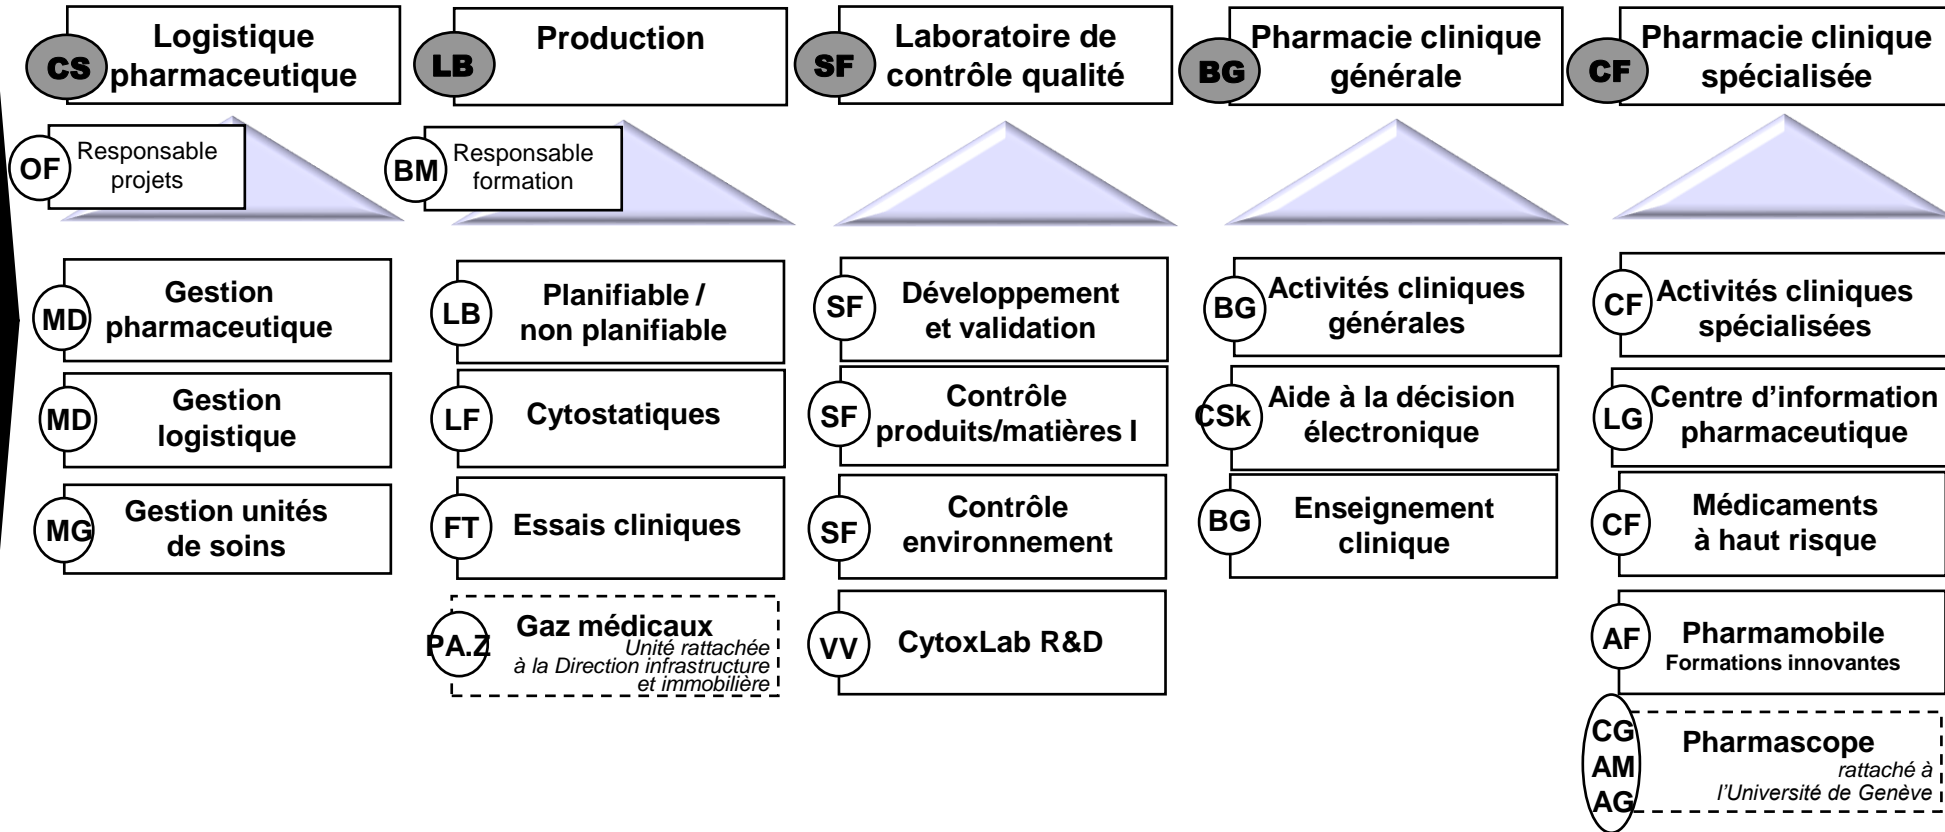 CS
Logistique
pharmaceutique
OF
Responsable
projets
MD
Gestion
pharmaceutique
MD
Gestion
logistique
MG
Gestion unités
de soins
LB
Production
BM
Responsable
formation
LB
Planifiable /
non planifiable
LF
Cytostatiques
FT
Essais cliniques
PA.Z
Gaz médicaux
Unité rattachée
à la Direction infrastructure
et immobilière
SF
Laboratoire de
contrôle qualité
SF
Développement
et validation
SF
Contrôle
produits/matières I
SF
Contrôle
environnement
VV
CytoxLab R&D
BG
Pharmacie clinique
générale
BG
Activités cliniques
générales
CSk
Aide à la décision
électronique
BG
Enseignement
clinique
CF
Pharmacie clinique
spécialisée
CF
Activités cliniques
spécialisées
LG
Centre d’information
pharmaceutique
CF
Médicaments
à haut risque
AF
Pharmamobile
Formations innovantes
CG
AM
AG
Pharmascope
rattaché à
l’Université de Genève